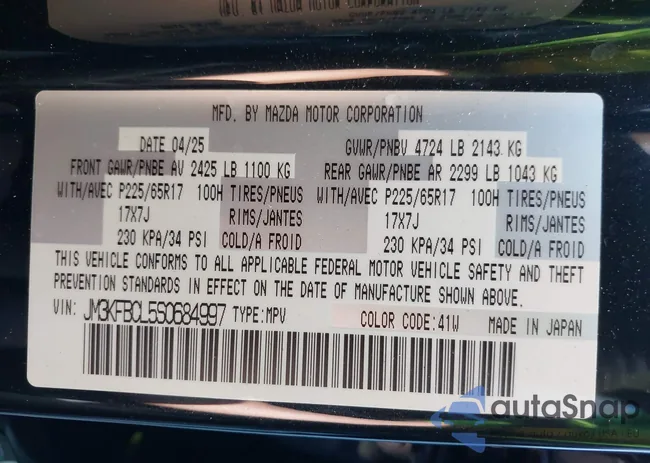 MFD. BY MAZDA MOTOR CORPORATION
DATE 04/25 GVWR/PNBV 4724 LB 2143 KG
FRONT GAWR/PNBE AV 2425 LB 1100 KG REAR GAWR/PNBE AR 2299 LB 1043 KG
WITH/AVEC P225/65R17 100H TIRES/PNEUS WITH/AVEC P225/65R17 100H TIRES/PNEUS
17X7J RIMS/JANTES 17X7J RIMS/JANTES
230 KPA/34 PSI COLD/A FROID 230 KPA/34 PSI COLD/A FROID
THIS VEHICLE CONFORMS TO ALL APPLICABLE FEDERAL MOTOR VEHICLE SAFETY AND THEFT
PREVENTION STANDARDS IN EFFECT ON THE DATE OF MANUFACTURE SHOWN ABOVE.
VIN: JM3KFBCL5S0684997 TYPE:MPV COLOR CODE:41W MADE IN JAPAN
autoSnap